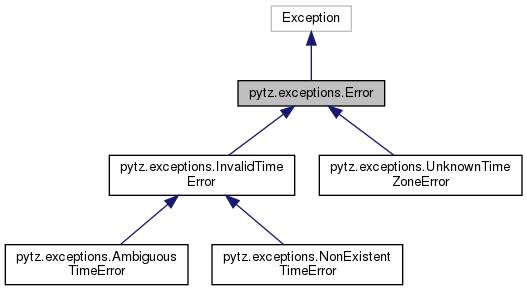 Exception
pytz.exceptions.Error
pytz.exceptions.InvalidTime
Error
pytz.exceptions.UnknownTime
ZoneError
pytz.exceptions.Ambiguous
TimeError
pytz.exceptions.NonExistent
TimeError